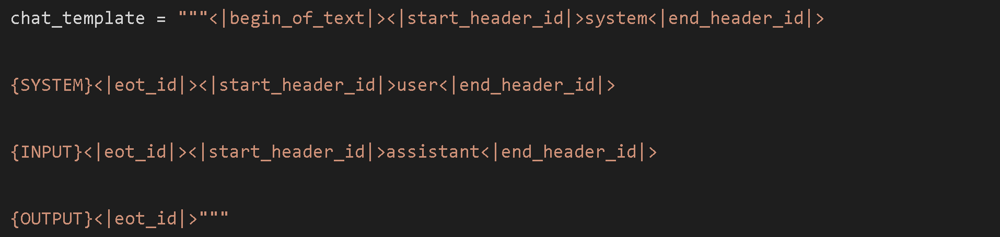 chat_template = """<|begin_of_text|><|start_header_id|>system<|end_header_id|>
{SYSTEM}<|eot_id|><|start_header_id|>user<|end_header_id|>
{INPUT}<|eot_id|><|start_header_id|>assistant<|end_header_id|>
{OUTPUT}<|eot_id|>"""